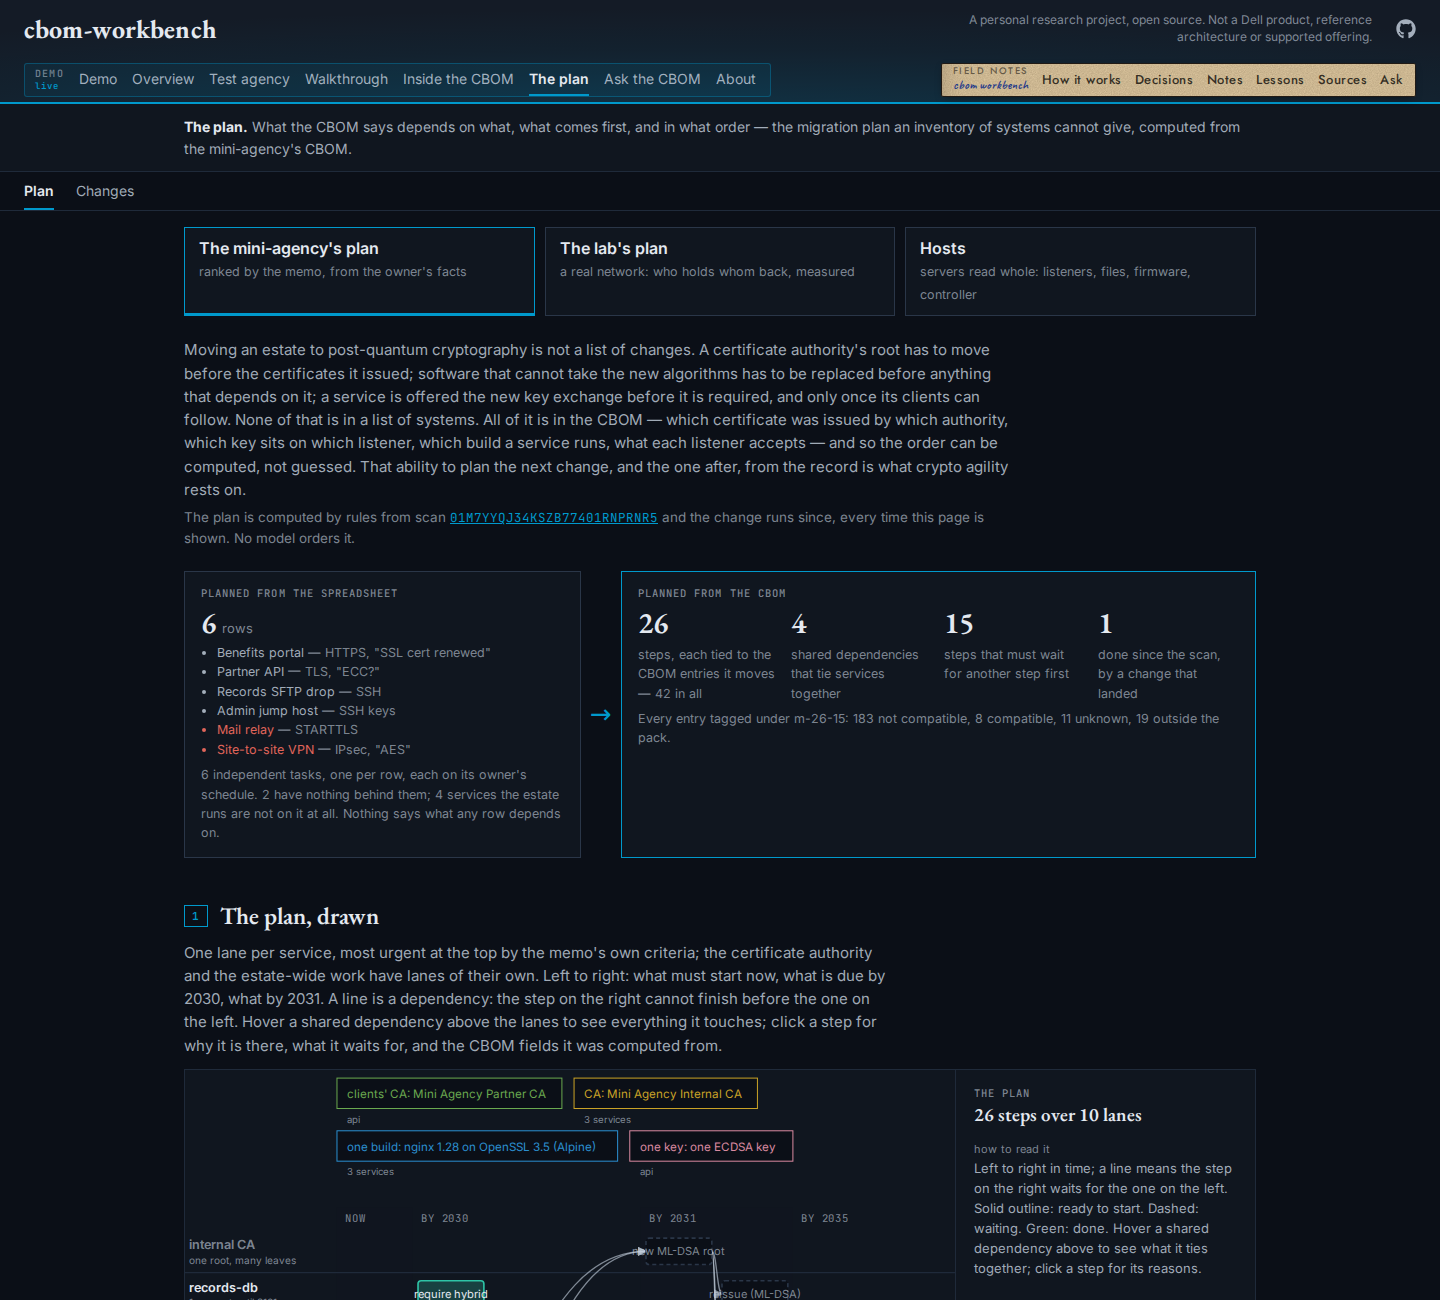 cbom-workbench
A personal research project, open source. Not a Dell product, reference
architecture or supported offering.
DEMO
live
Demo Overview Test agency Walkthrough Inside the CBOM The plan Ask the CBOM About
FIELD NOTES
cbom workbench
How it works Decisions Notes Lessons Sources Ask
The plan. What the CBOM says depends on what, what comes first, and in what order — the migration plan an inventory of systems cannot give, computed from
the mini-agency's CBOM.
Plan Changes
The mini-agency's plan
ranked by the memo, from the owner's facts
The lab's plan
a real network: who holds whom back, measured
Hosts
servers read whole: listeners, files, firmware,
controller
Moving an estate to post-quantum cryptography is not a list of changes. A certificate authority's root has to move
before the certificates it issued; software that cannot take the new algorithms has to be replaced before anything
that depends on it; a service is offered the new key exchange before it is required, and only once its clients can
follow. None of that is in a list of systems. All of it is in the CBOM — which certificate was issued by which authority,
which key sits on which listener, which build a service runs, what each listener accepts — and so the order can be
computed, not guessed. That ability to plan the next change, and the one after, from the record is what crypto agility
rests on.
The plan is computed by rules from scan 01M7YYQJ34KSZB77401RNPRNR5 and the change runs since, every time this page is
shown. No model orders it.
PLANNED FROM THE SPREADSHEET
6 rows
• Benefits portal — HTTPS, "SSL cert renewed"
• Partner API — TLS, "ECC?"
• Records SFTP drop — SSH
• Admin jump host — SSH keys
• Mail relay — STARTTLS
• Site-to-site VPN — IPsec, "AES"
6 independent tasks, one per row, each on its owner's
schedule. 2 have nothing behind them; 4 services the estate
runs are not on it at all. Nothing says what any row depends
on.
→
PLANNED FROM THE CBOM
26
steps, each tied to the
CBOM entries it moves
— 42 in all
4
shared dependencies
that tie services
together
15
steps that must wait
for another step first
1
done since the scan,
by a change that
landed
Every entry tagged under m-26-15: 183 not compatible, 8 compatible, 11 unknown, 19 outside the
pack.
1 The plan, drawn
One lane per service, most urgent at the top by the memo's own criteria; the certificate authority
and the estate-wide work have lanes of their own. Left to right: what must start now, what is due by
2030, what by 2031. A line is a dependency: the step on the right cannot finish before the one on
the left. Hover a shared dependency above the lanes to see everything it touches; click a step for
why it is there, what it waits for, and the CBOM fields it was computed from.
clients' CA: Mini Agency Partner CA
api
CA: Mini Agency Internal CA
3 services
one build: nginx 1.28 on OpenSSL 3.5 (Alpine)
3 services
one key: one ECDSA key
api
NOW BY 2030 BY 2031 BY 2035
internal CA
one root, many leaves
ML-DSA root
records-db
require hybrid
(ML-DSA)
THE PLAN
26 steps over 10 lanes
how to read it
Left to right in time; a line means the step
on the right waits for the one on the left.
Solid outline: ready to start. Dashed:
waiting. Green: done. Hover a shared
dependency above to see what it ties
together; click a step for its reasons.